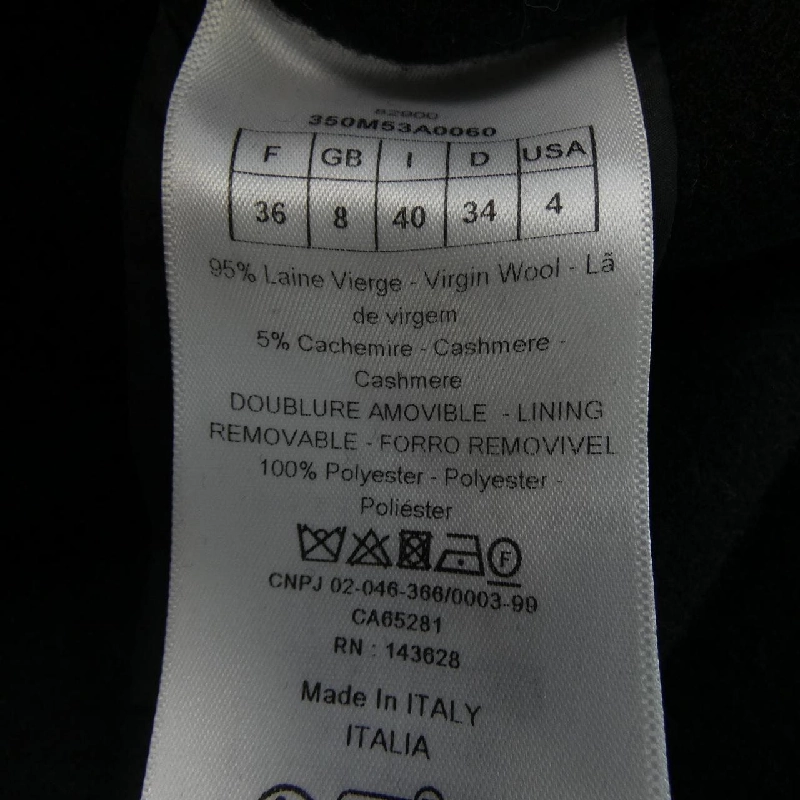 350M53A0060
F GB I D USA
36 8 40 34 4
95% Laine Vierge - Virgin Wool - Lã
de virgem
5% Cachemire - Cashmere -
Cashmere
DOUBLURE AMOVIBLE - LINING
REMOVABLE - FORRO REMOVIVEL
100% Polyester - Polyester -
Poliéster
F
CNPJ 02-046-366/0003-99
CA65281
RN : 143628
Made In ITALY
ITALIA